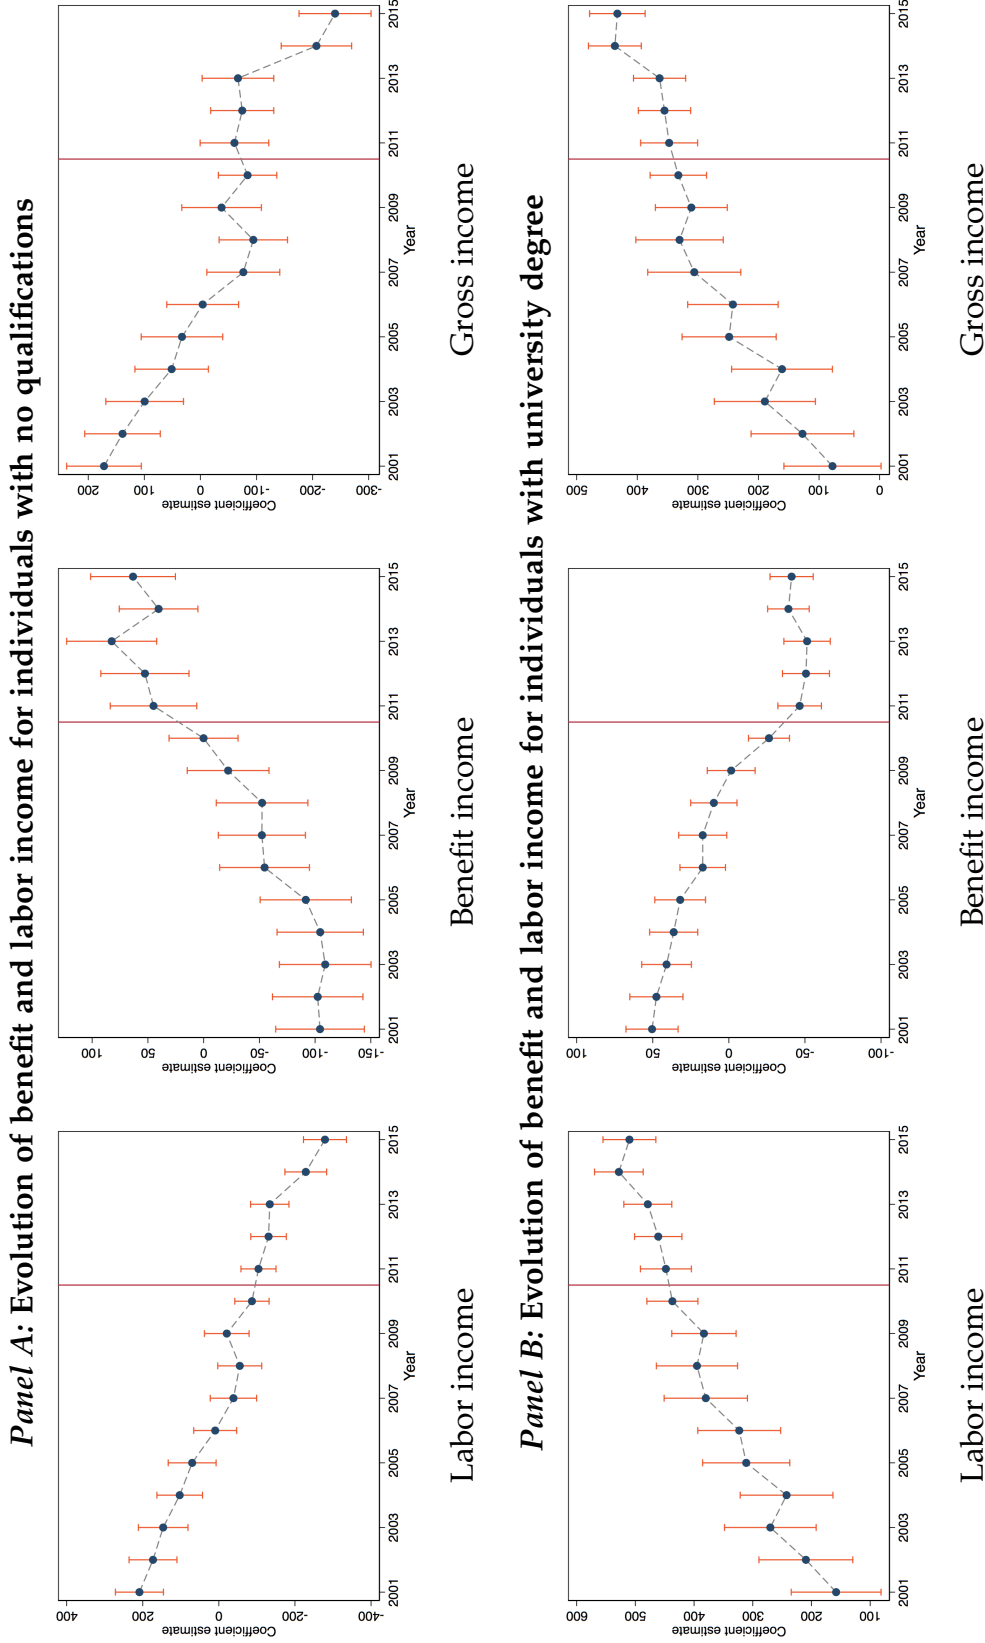 Panel A: Evolution of benefit and labor income for individuals with no qualifications
400
200
0
-200
-400
Coefficient estimate
2001 2003 2005 2007 2009 2011 2013 2015
Year
Labor income
100
50
0
-50
-100
-150
Coefficient estimate
2001 2003 2005 2007 2009 2011 2013 2015
Year
Benefit income
200
100
0
-100
-200
-300
Coefficient estimate
2001 2003 2005 2007 2009 2011 2013 2015
Year
Gross income
Panel B: Evolution of benefit and labor income for individuals with university degree
600
500
400
300
200
100
Coefficient estimate
2001 2003 2005 2007 2009 2011 2013 2015
Year
Labor income
100
50
0
-50
-100
Coefficient estimate
2001 2003 2005 2007 2009 2011 2013 2015
Year
Benefit income
500
400
300
200
100
0
Coefficient estimate
2001 2003 2005 2007 2009 2011 2013 2015
Year
Gross income